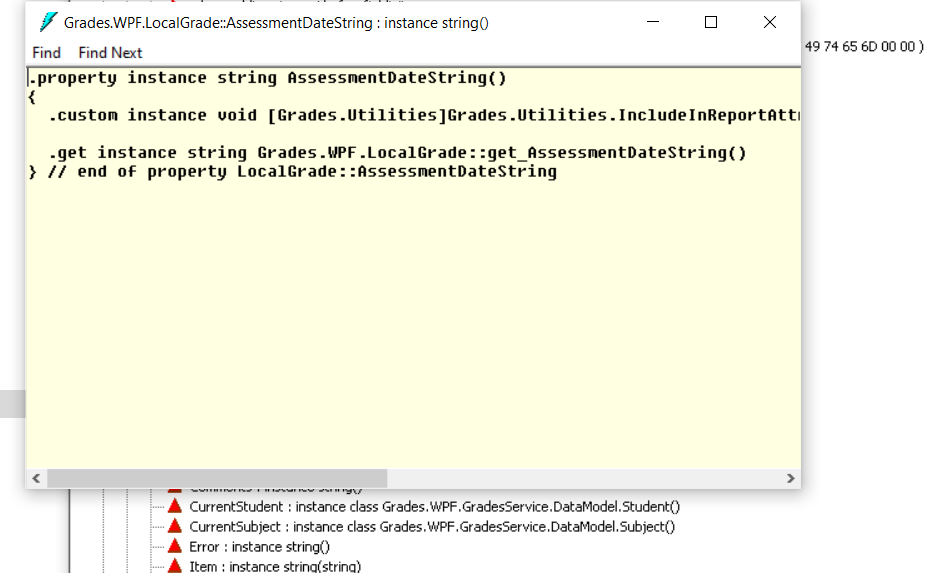 Grades.WPF.LocalGrade::AssessmentDateString : instance string()
Find Find Next
49 74 65 6D 00 00 )
.property instance string AssessmentDateString()
{
.custom instance void [Grades.Utilities]Grades.Utilities.IncludeInReportAttr
.get instance string Grades.WPF.LocalGrade::get_AssessmentDateString()
} // end of property LocalGrade::AssessmentDateString
Comments : instance string()
CurrentStudent : instance class Grades.WPF.GradesService.DataModel.Student()
CurrentSubject : instance class Grades.WPF.GradesService.DataModel.Subject()
Error : instance string()
Item : instance string(string)